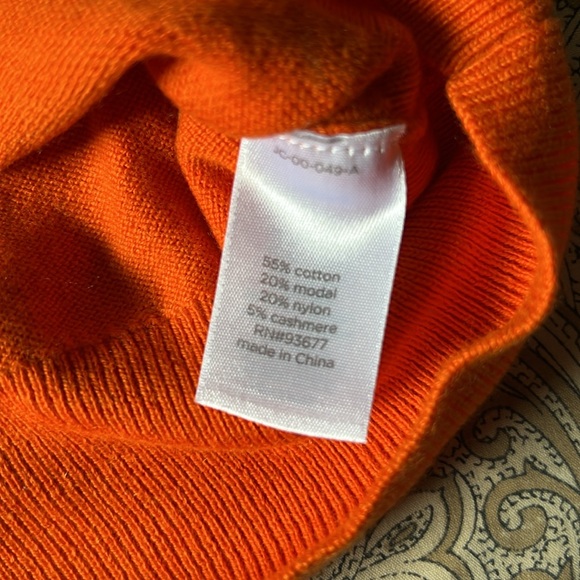 55% cotton
20% modal
20% nylon
5% cashmere
RN#93677
made in China